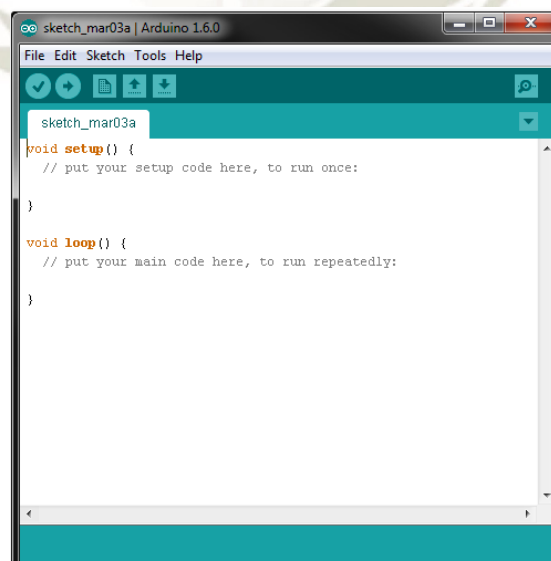 sketch_mar03a | Arduino 1.6.0
File Edit Sketch Tools Help
sketch_mar03a
void setup() {
  // put your setup code here, to run once:

}

void loop() {
  // put your main code here, to run repeatedly:

}